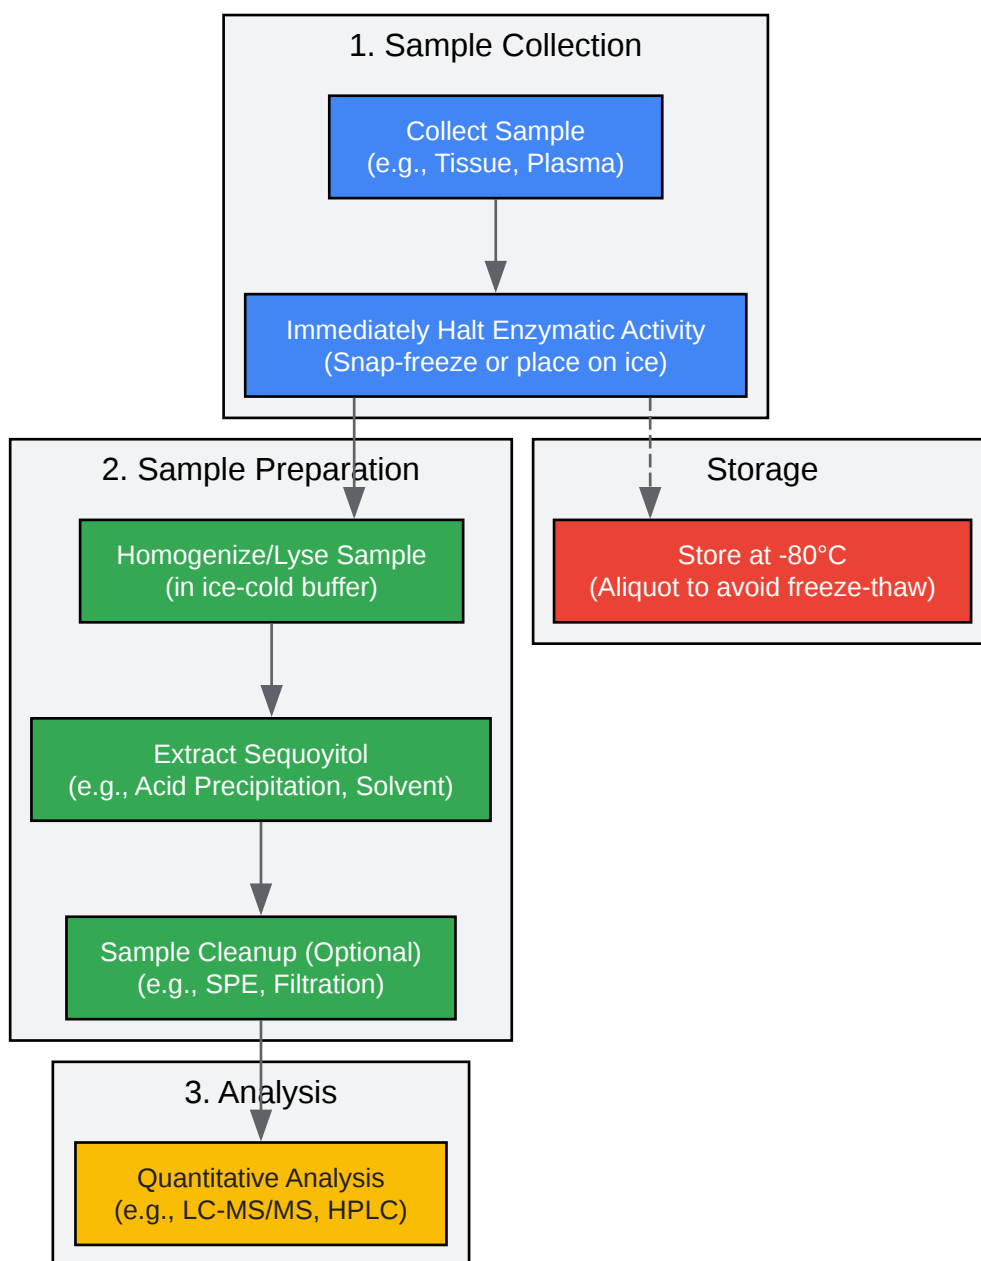 1. Sample Collection
Collect Sample
(e.g., Tissue, Plasma)
Immediately Halt Enzymatic Activity
(Snap-freeze or place on ice)
2. Sample Preparation
Homogenize/Lyse Sample
(in ice-cold buffer)
Extract Sequoyitol
(e.g., Acid Precipitation, Solvent)
Sample Cleanup (Optional)
(e.g., SPE, Filtration)
Storage
Store at -80°C
(Aliquot to avoid freeze-thaw)
3. Analysis
Quantitative Analysis
(e.g., LC-MS/MS, HPLC)